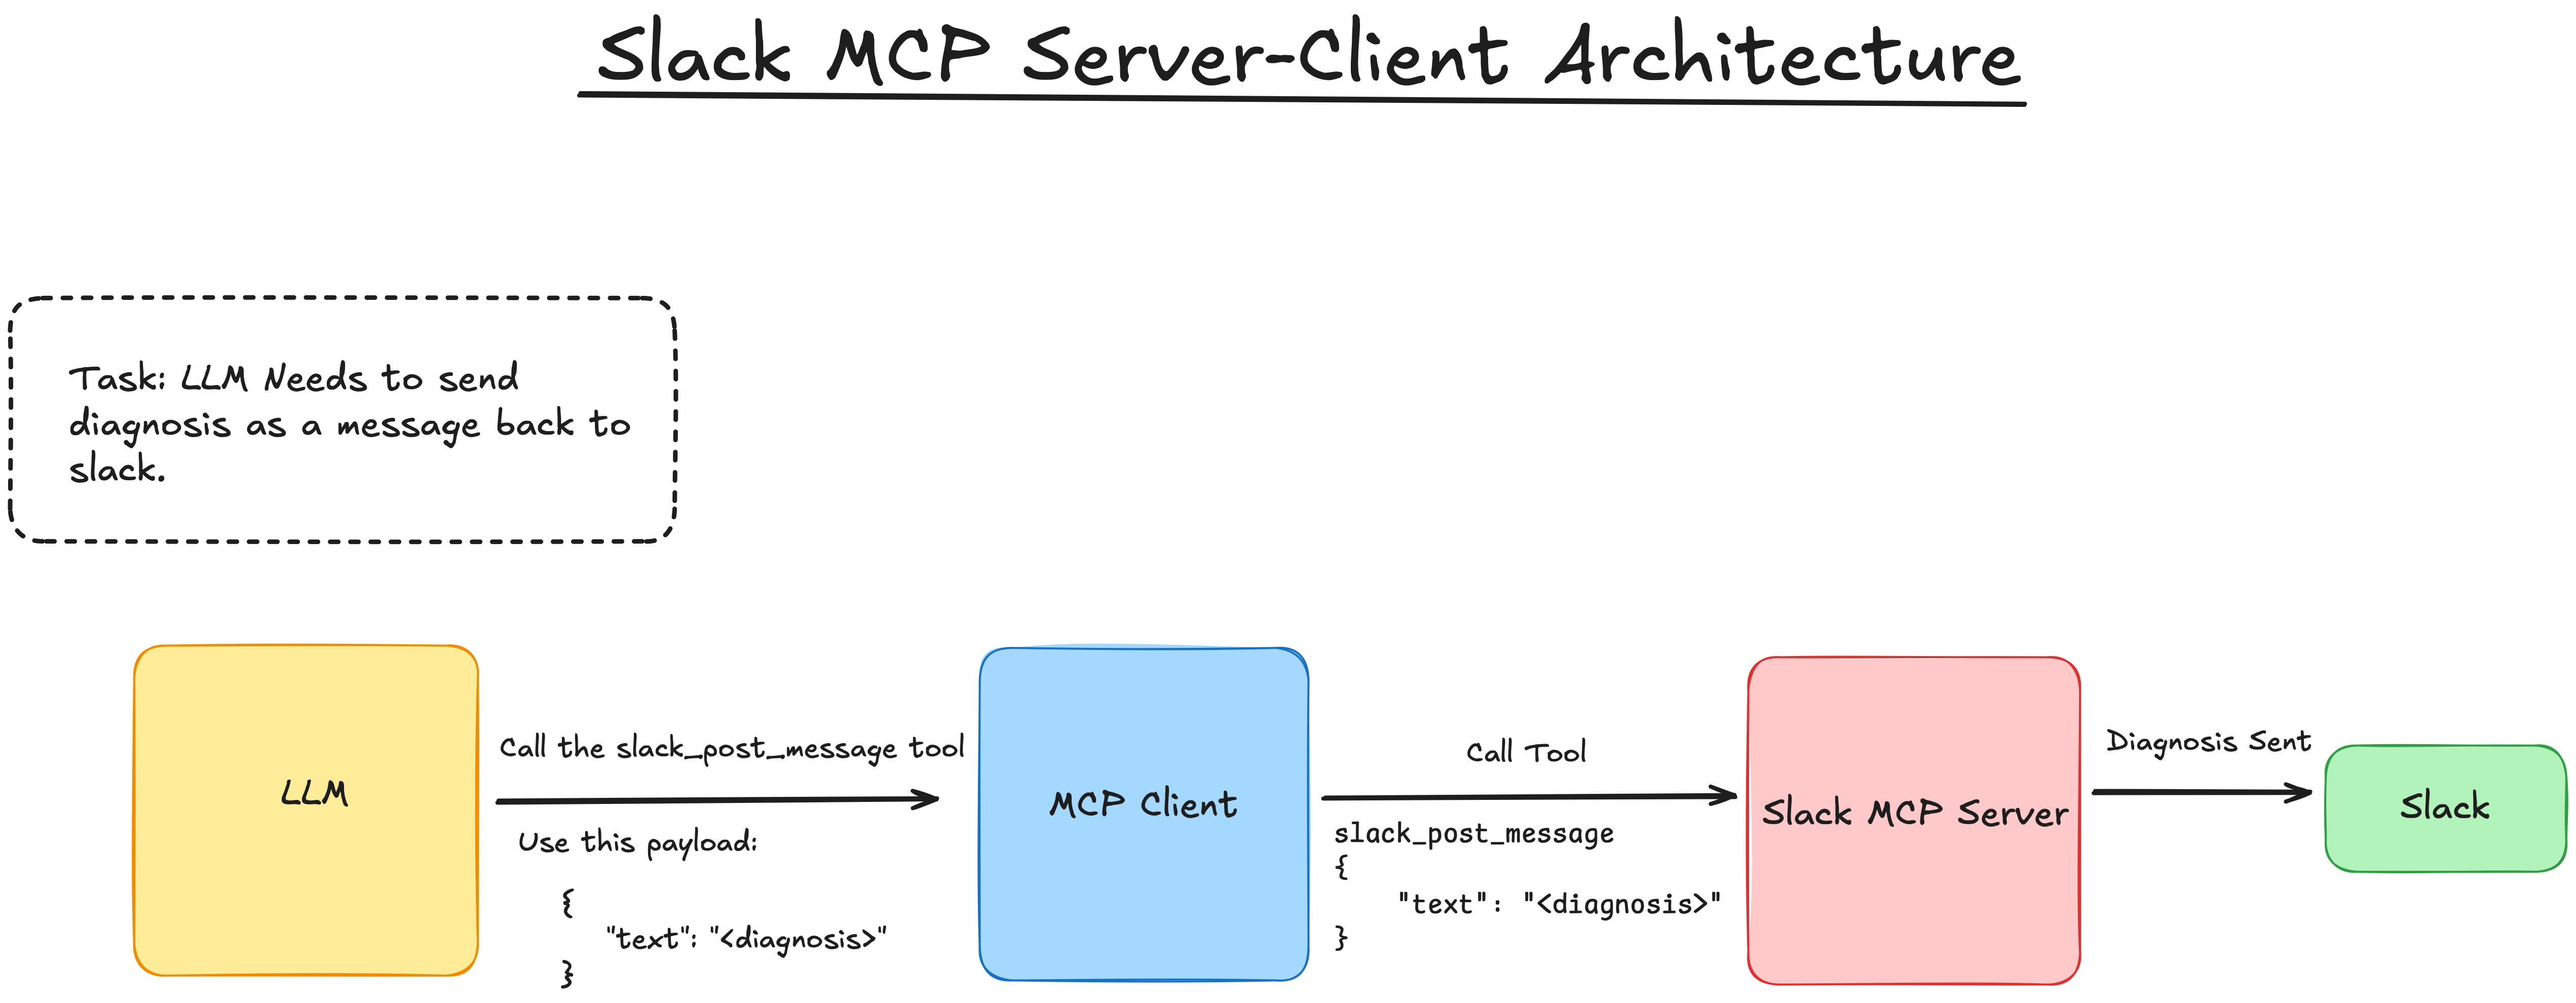 Slack MCP Server-Client Architecture
Task: LLM Needs to send
diagnosis as a message back to
slack.
LLM
Call the slack_post_message tool
Use this payload:
{
"text": "<diagnosis>"
}
MCP Client
Call Tool
slack_post_message
{
"text": "<diagnosis>"
}
Slack MCP Server
Diagnosis Sent
Slack